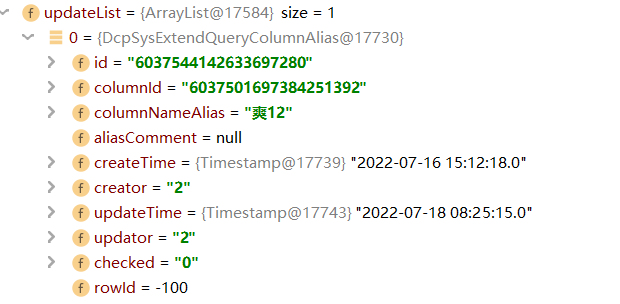 updateList = {ArrayList@17584} size = 1
0 = {DcpSysExtendQueryColumnAlias@17730}
f id = "6037544142633697280"
f columnId = "6037501697384251392"
f columnNameAlias = "爽12"
f aliasComment = null
f createTime = {Timestamp@17739} "2022-07-16 15:12:18.0"
f creator = "2"
f updateTime = {Timestamp@17743} "2022-07-18 08:25:15.0"
f updator = "2"
f checked = "0"
f rowId = -100